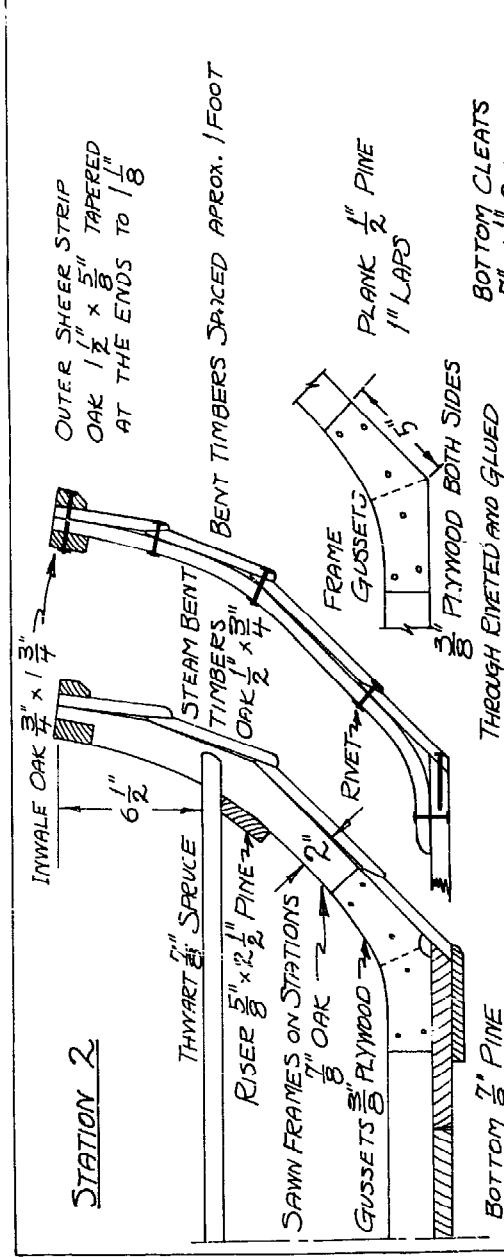 STATION 2
INWALE OAK 3/4" x 1 3/4"
6 1/2"
THWART 7/8" SPRUCE
RISER 5/8" x 2 1/2" PINE
SAWN FRAMES ON STATIONS
7/8" OAK
2"
GUSSETS 3/8" PLYWOOD
BOTTOM 7/8" PINE
OUTER SHEER STRIP
OAK 1 1/2" x 5/8" TAPERED
AT THE ENDS TO 1 1/8"
BENT TIMBERS SPACED APROX. 1 FOOT
STEAM BENT
TIMBERS
OAK 1/2" x 3/4"
RIVET
FRAME
GUSSETS
5"
3/8" PLYWOOD BOTH SIDES
THROUGH RIVETED AND GLUED
PLANK 1/2" PINE
1" LAPS
BOTTOM CLEATS